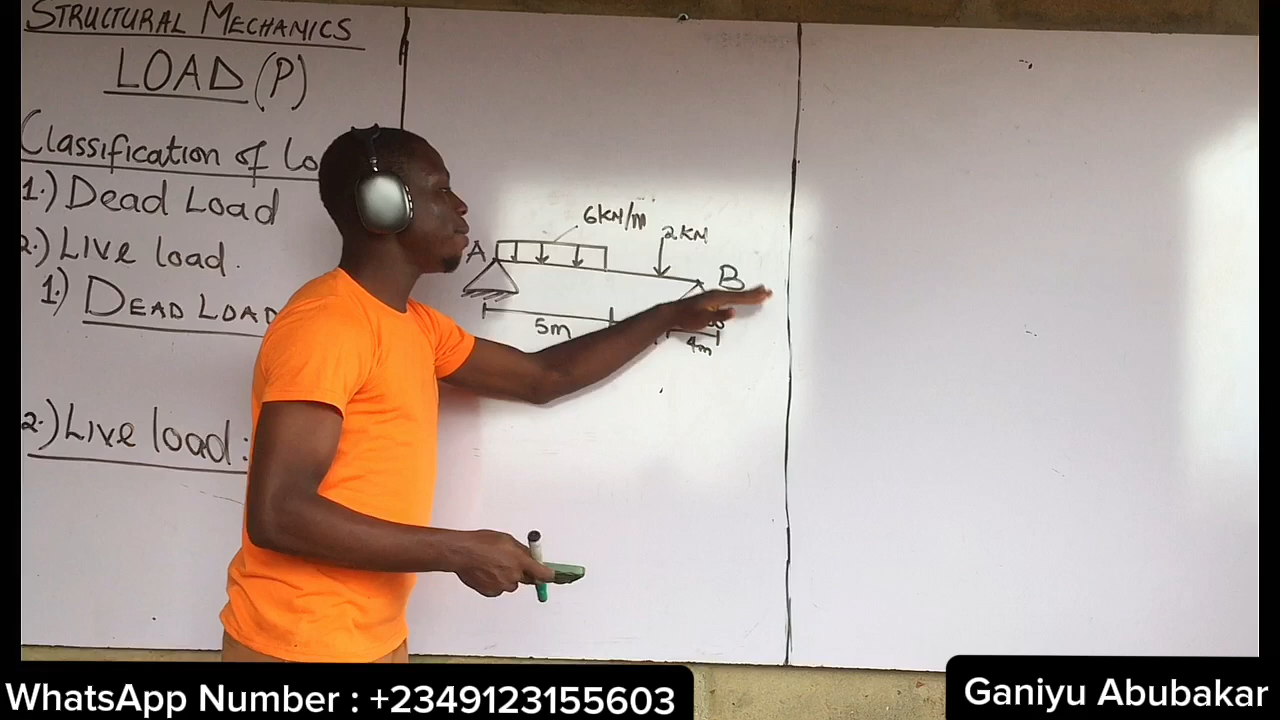 STRUCTURAL MECHANICS
LOAD (P)
Classification of Lo
1.) Dead Load
2.) Live load.
1.) DEAD LOAD
2.) Live load:
6KN/m
2KN
A
B
5m
4m
WhatsApp Number : +2349123155603
Ganiyu Abubakar